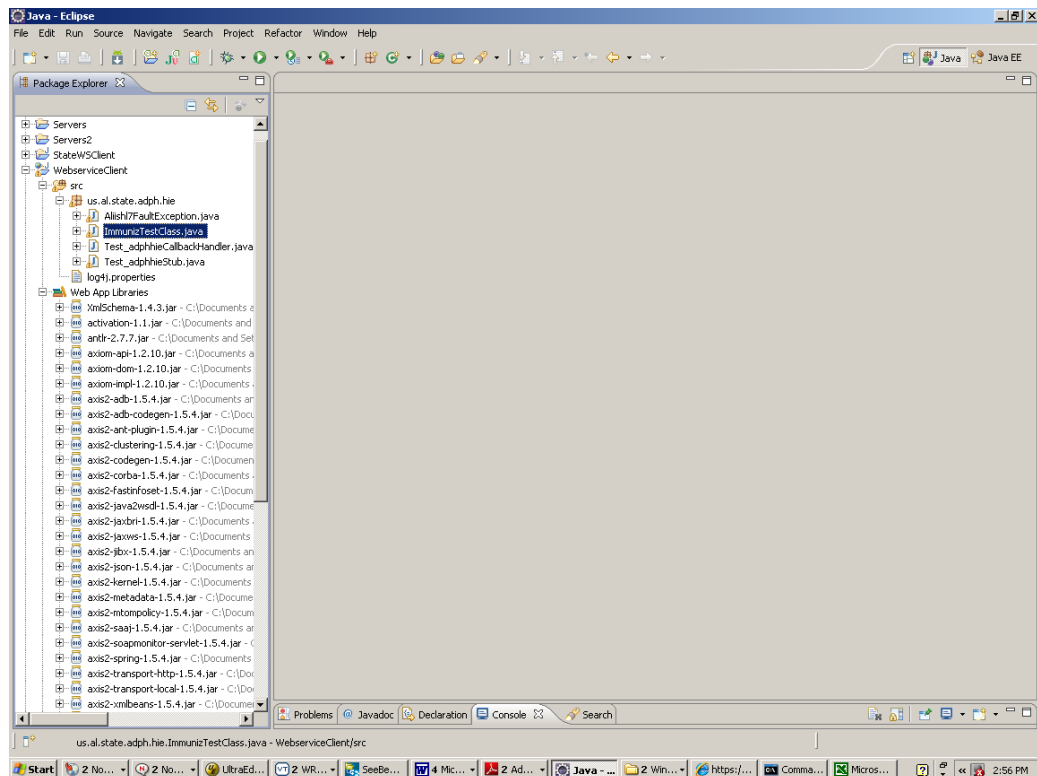 Java - Eclipse
File Edit Run Source Navigate Search Project Refactor Window Help
Java Java EE
Package Explorer
Servers
Servers2
StateWSClient
WebserviceClient
src
us.al.state.adph.hie
Aliishl7FaultException.java
ImmunizTestClass.java
Test_adphhieCallbackHandler.java
Test_adphhieStub.java
log4j.properties
Web App Libraries
XmlSchema-1.4.3.jar - C:\Documents a
activation-1.1.jar - C:\Documents and
antlr-2.7.7.jar - C:\Documents and Set
axiom-api-1.2.10.jar - C:\Documents a
axiom-dom-1.2.10.jar - C:\Documents
axiom-impl-1.2.10.jar - C:\Documents
axis2-adb-1.5.4.jar - C:\Documents ar
axis2-adb-codegen-1.5.4.jar - C:\Docu
axis2-ant-plugin-1.5.4.jar - C:\Docume
axis2-clustering-1.5.4.jar - C:\Docume
axis2-codegen-1.5.4.jar - C:\Documen
axis2-corba-1.5.4.jar - C:\Documents
axis2-fastinfoset-1.5.4.jar - C:\Docum
axis2-java2wsdl-1.5.4.jar - C:\Docume
axis2-jaxbri-1.5.4.jar - C:\Documents
axis2-jaxws-1.5.4.jar - C:\Documents
axis2-jibx-1.5.4.jar - C:\Documents an
axis2-json-1.5.4.jar - C:\Documents ar
axis2-kernel-1.5.4.jar - C:\Documents
axis2-metadata-1.5.4.jar - C:\Docume
axis2-mtompolicy-1.5.4.jar - C:\Docum
axis2-saaj-1.5.4.jar - C:\Documents ar
axis2-soapmonitor-servlet-1.5.4.jar - C
axis2-spring-1.5.4.jar - C:\Documents
axis2-transport-http-1.5.4.jar - C:\Doc
axis2-transport-local-1.5.4.jar - C:\Do
axis2-xmlbeans-1.5.4.jar - C:\Documer
Problems Javadoc Declaration Console Search
us.al.state.adph.hie.ImmunizTestClass.java - WebserviceClient/src
Start 2 No... 2 No... UltraEd... 2 WR... SeeBe... 4 Mic... 2 Ad... Java - ... 2 Win... https:/... Comma... Micros... 2:56 PM